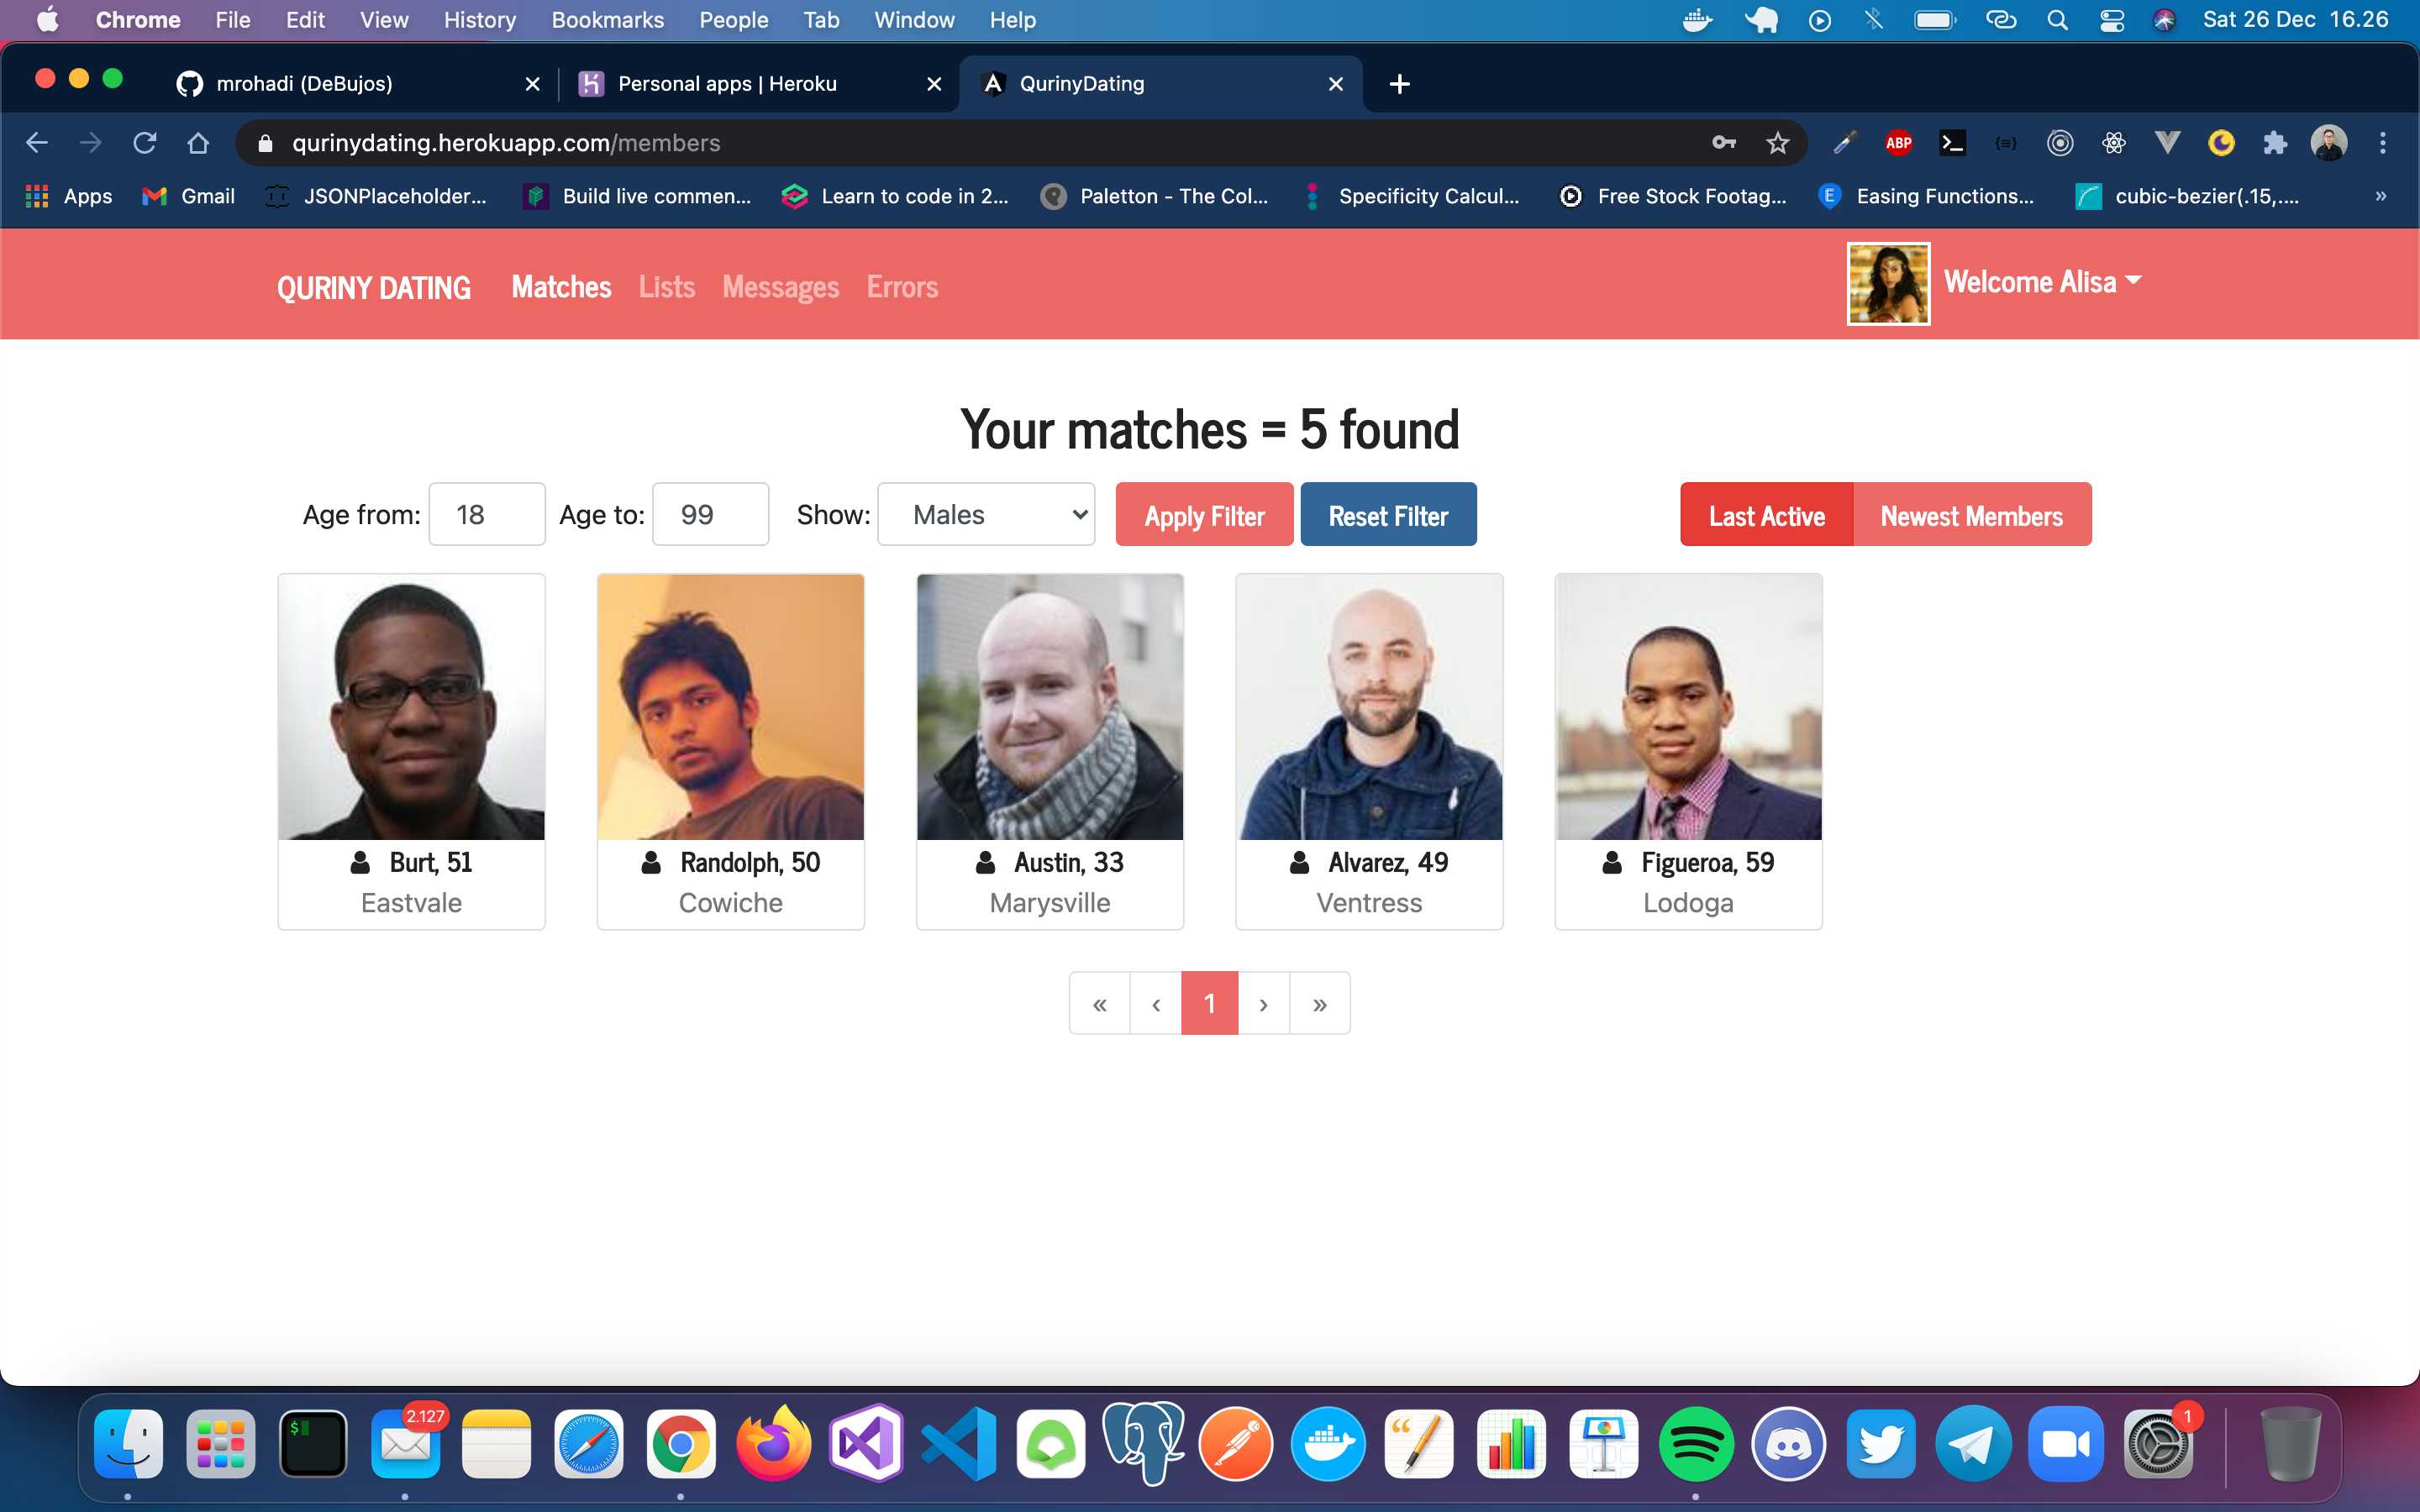 Chrome File Edit View History Bookmarks People Tab Window Help Sat 26 Dec 16.26
mrohadi (DeBujos) Personal apps | Heroku QurinyDating
qurinydating.herokuapp.com/members ABP
Apps Gmail JSONPlaceholder... Build live commen... Learn to code in 2... Paletton - The Col... Specificity Calcul... Free Stock Footag... E Easing Functions... cubic-bezier(.15,.... »
QURINY DATING Matches Lists Messages Errors Welcome Alisa
Your matches = 5 found
Age from: 18 Age to: 99 Show: Males Apply Filter Reset Filter Last Active Newest Members
Burt, 51 Randolph, 50 Austin, 33 Alvarez, 49 Figueroa, 59
Eastvale Cowiche Marysville Ventress Lodoga
« ‹ 1 › »
$ 2.127 1